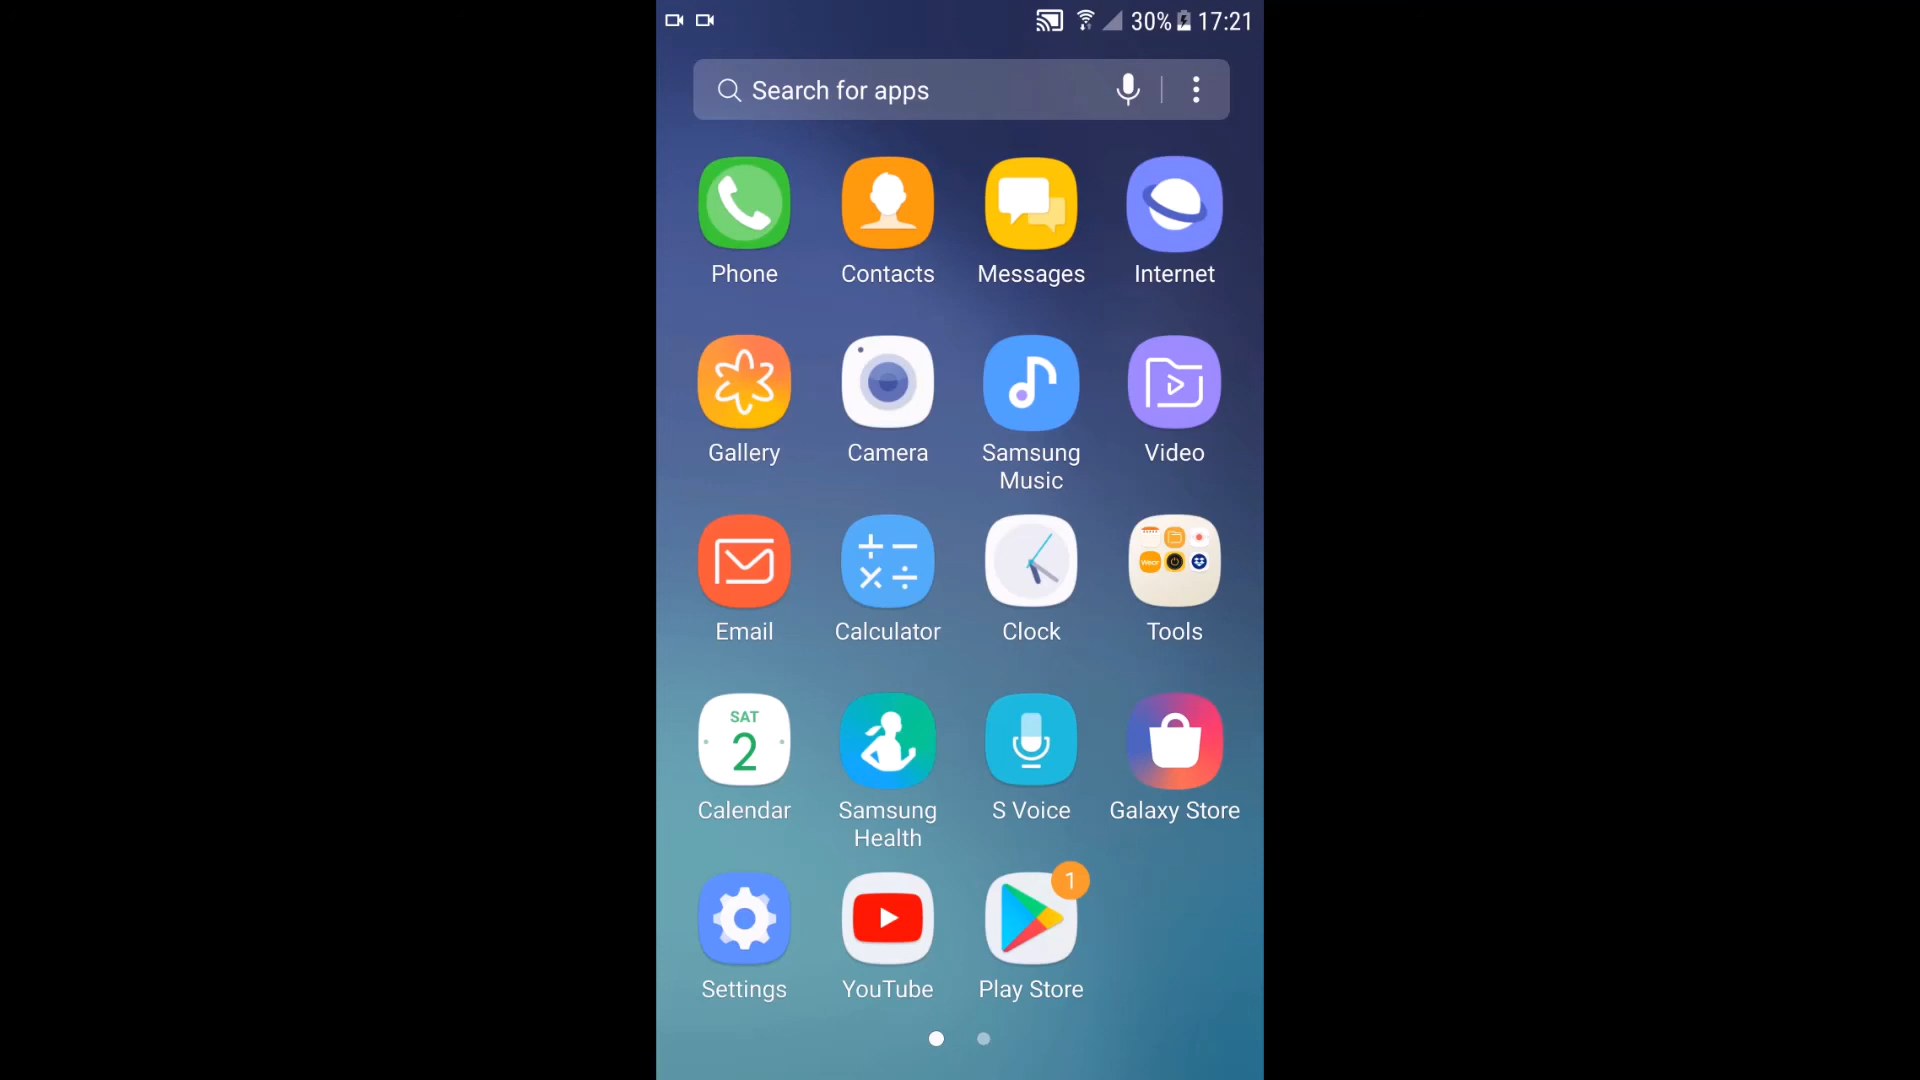 30% 17:21
Search for apps
Phone Contacts Messages Internet
Gallery Camera Samsung Music Video
Wear
Email Calculator Clock Tools
SAT
2
Calendar Samsung Health S Voice Galaxy Store
1
Settings YouTube Play Store